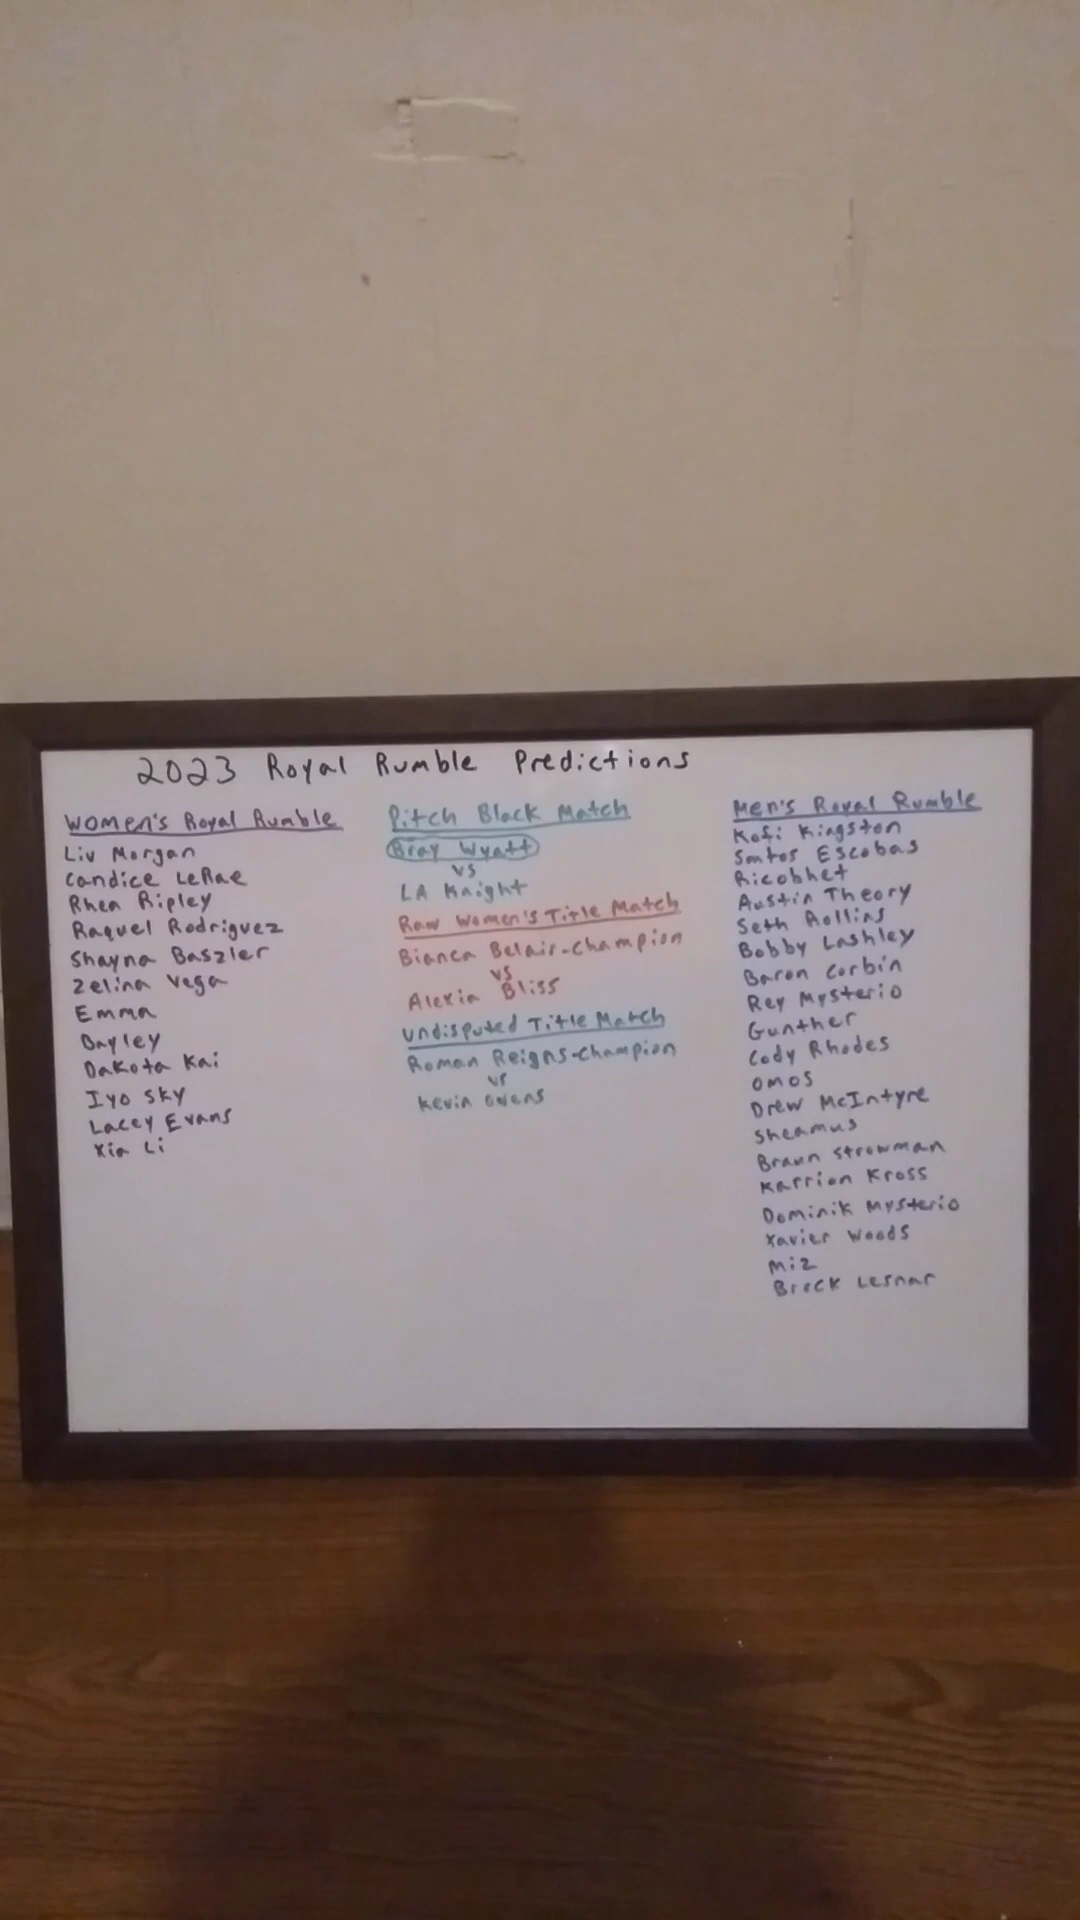 2023 Royal Rumble Predictions
Women's Royal Rumble
Liv Morgan
Candice LeRae
Rhea Ripley
Raquel Rodriguez
Shayna Baszler
Zelina Vega
Emma
Bayley
Dakota Kai
Iyo Sky
Lacey Evans
Xia Li
Pitch Black Match
Bray Wyatt
vs
LA Knight
Raw Women's Title Match
Bianca Belair-Champion
vs
Alexia Bliss
Undisputed Title Match
Roman Reigns-Champion
vs
Kevin Owens
Men's Royal Rumble
Kofi Kingston
Smtos Escobas
Ricobhet
Austin Theory
Seth Rollins
Bobby Lashley
Baron Corbin
Rey Mysterio
Gunther
Cody Rhodes
Omos
Drew McIntyre
Sheamus
Braun Strowman
Karrion Kross
Dominik Mysterio
Xavier Woods
Miz
Brock Lesnar